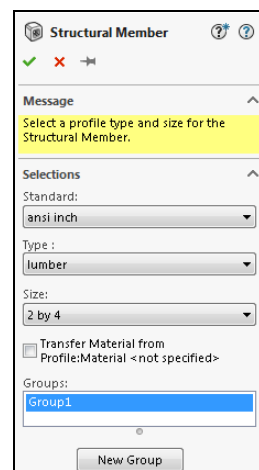 Structural Member
Message
Select a profile type and size for the
Structural Member.
Selections
Standard:
ansi inch
Type :
lumber
Size:
2 by 4
Transfer Material from
Profile:Material <not specified>
Groups:
Group1
New Group